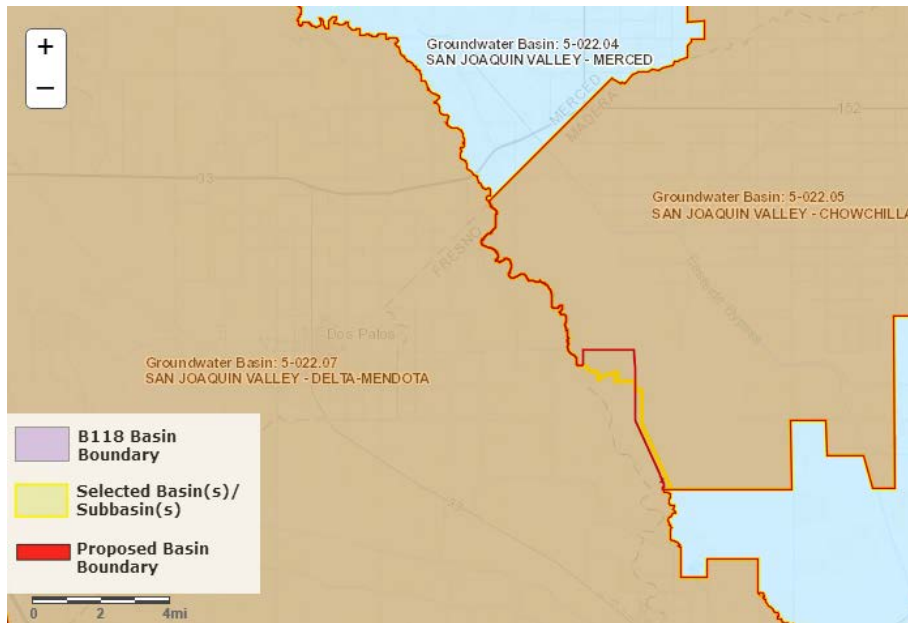 +
−
Groundwater Basin: 5-022.04
SAN JOAQUIN VALLEY - MERCED
MERCED
MADERA
152
33
Groundwater Basin: 5-022.05
SAN JOAQUIN VALLEY - CHOWCHILLA
FRESNO
Eastside Bypass
Dos Palos
Groundwater Basin: 5-022.07
SAN JOAQUIN VALLEY - DELTA-MENDOTA
B118 Basin
Boundary
Selected Basin(s)/
Subbasin(s)
Proposed Basin
Boundary
0 2 4mi